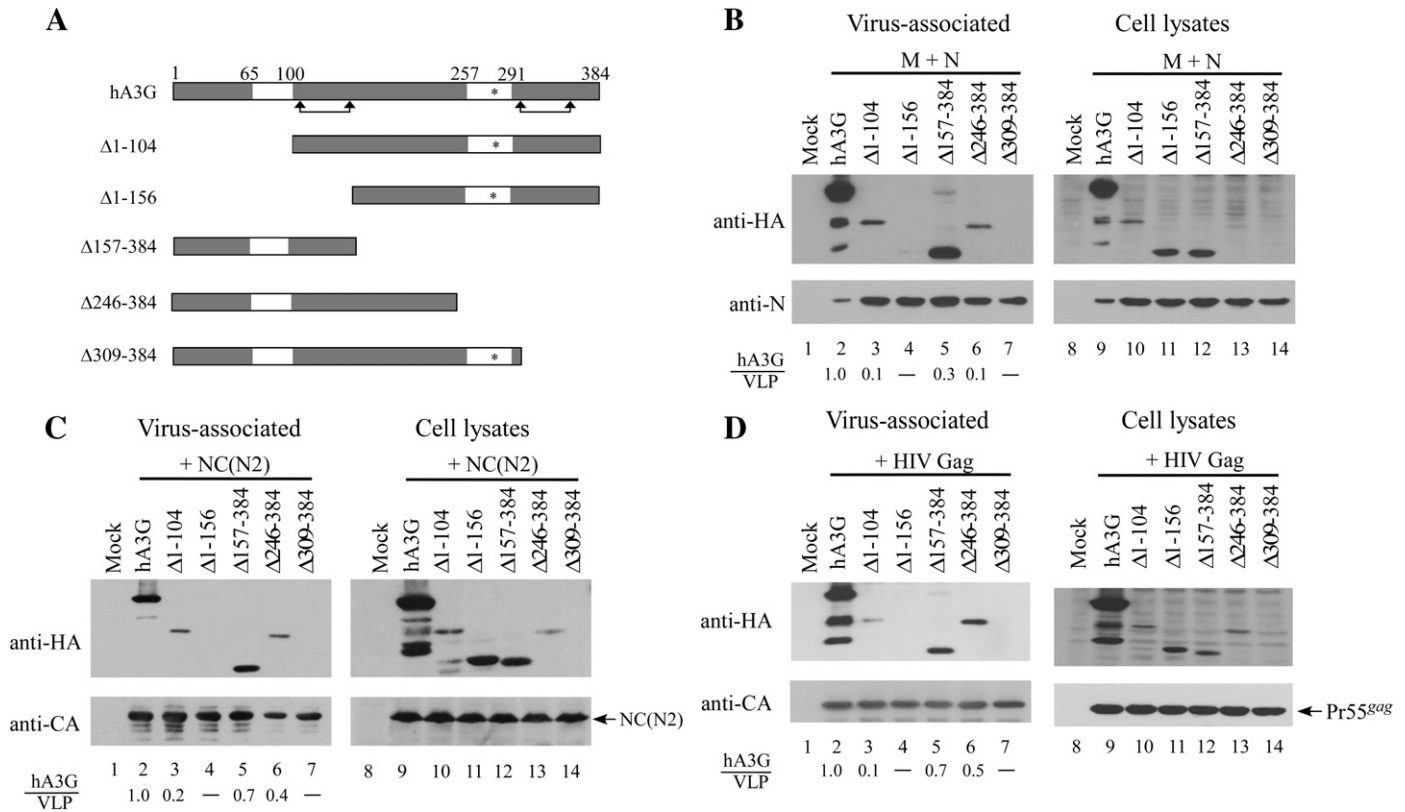 A
1 65 100 257 291 384
hA3G
*
Δ1-104
*
Δ1-156
*
Δ157-384
Δ246-384
Δ309-384
*
B
Virus-associated
Cell lysates
M + N
M + N
Mock
hA3G
Δ1-104
Δ1-156
Δ157-384
Δ246-384
Δ309-384
Mock
hA3G
Δ1-104
Δ1-156
Δ157-384
Δ246-384
Δ309-384
anti-HA
anti-N
1 2 3 4 5 6 7 8 9 10 11 12 13 14
hA3G
VLP
1.0 0.1 — 0.3 0.1 —
C
Virus-associated
Cell lysates
+ NC(N2)
+ NC(N2)
Mock
hA3G
Δ1-104
Δ1-156
Δ157-384
Δ246-384
Δ309-384
Mock
hA3G
Δ1-104
Δ1-156
Δ157-384
Δ246-384
Δ309-384
anti-HA
anti-CA
NC(N2)
1 2 3 4 5 6 7 8 9 10 11 12 13 14
hA3G
VLP
1.0 0.2 — 0.7 0.4 —
D
Virus-associated
Cell lysates
+ HIV Gag
+ HIV Gag
Mock
hA3G
Δ1-104
Δ1-156
Δ157-384
Δ246-384
Δ309-384
Mock
hA3G
Δ1-104
Δ1-156
Δ157-384
Δ246-384
Δ309-384
anti-HA
anti-CA
Pr55gag
1 2 3 4 5 6 7 8 9 10 11 12 13 14
hA3G
VLP
1.0 0.1 — 0.7 0.5 —